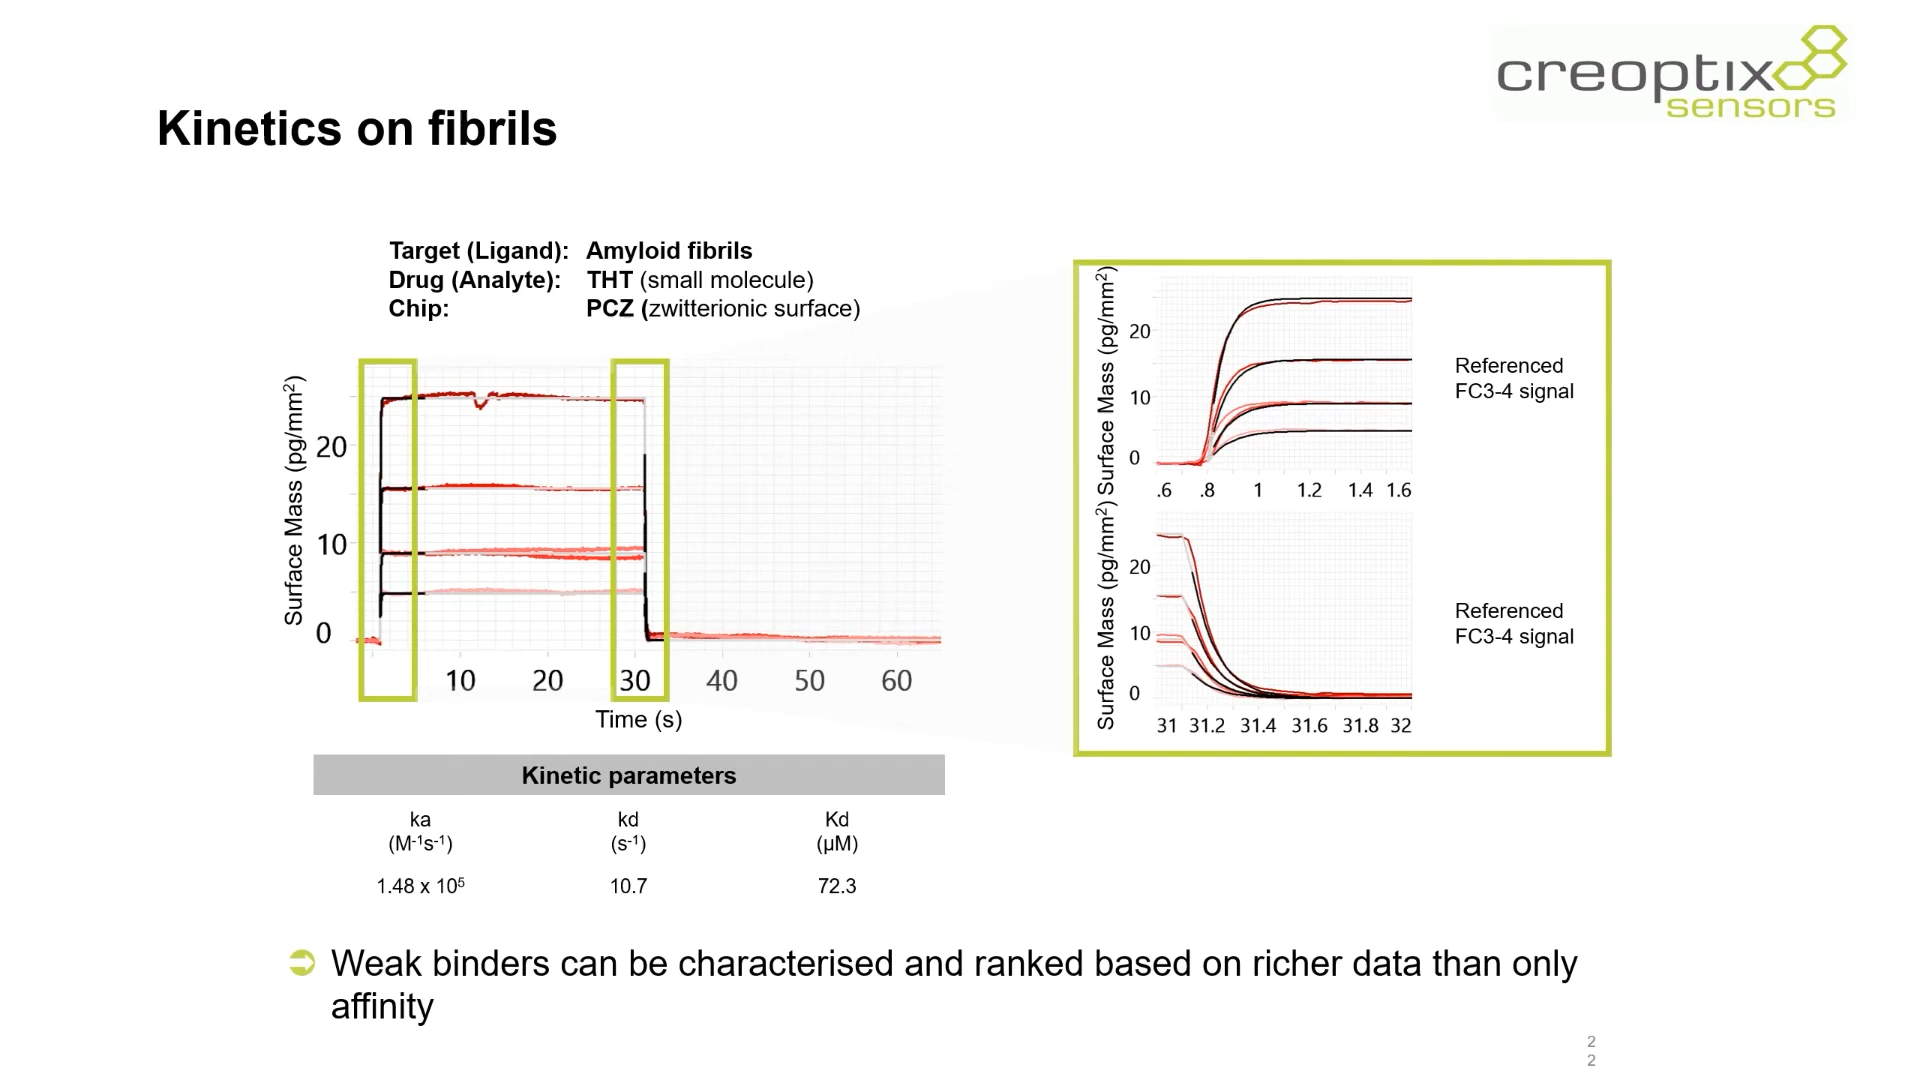 creoptix
sensors
Kinetics on fibrils
Target (Ligand): Amyloid fibrils
Drug (Analyte): THT (small molecule)
Chip: PCZ (zwitterionic surface)
Surface Mass (pg/mm²)
20
10
0
10 20 30 40 50 60
Time (s)
Surface Mass (pg/mm²)
20
10
0
.6 .8 1 1.2 1.4 1.6
Referenced
FC3-4 signal
Surface Mass (pg/mm²)
20
10
0
31 31.2 31.4 31.6 31.8 32
Referenced
FC3-4 signal
Kinetic parameters
ka kd Kd
(M⁻¹s⁻¹) (s⁻¹) (µM)
1.48 x 10⁵ 10.7 72.3
Weak binders can be characterised and ranked based on richer data than only
affinity
2
2